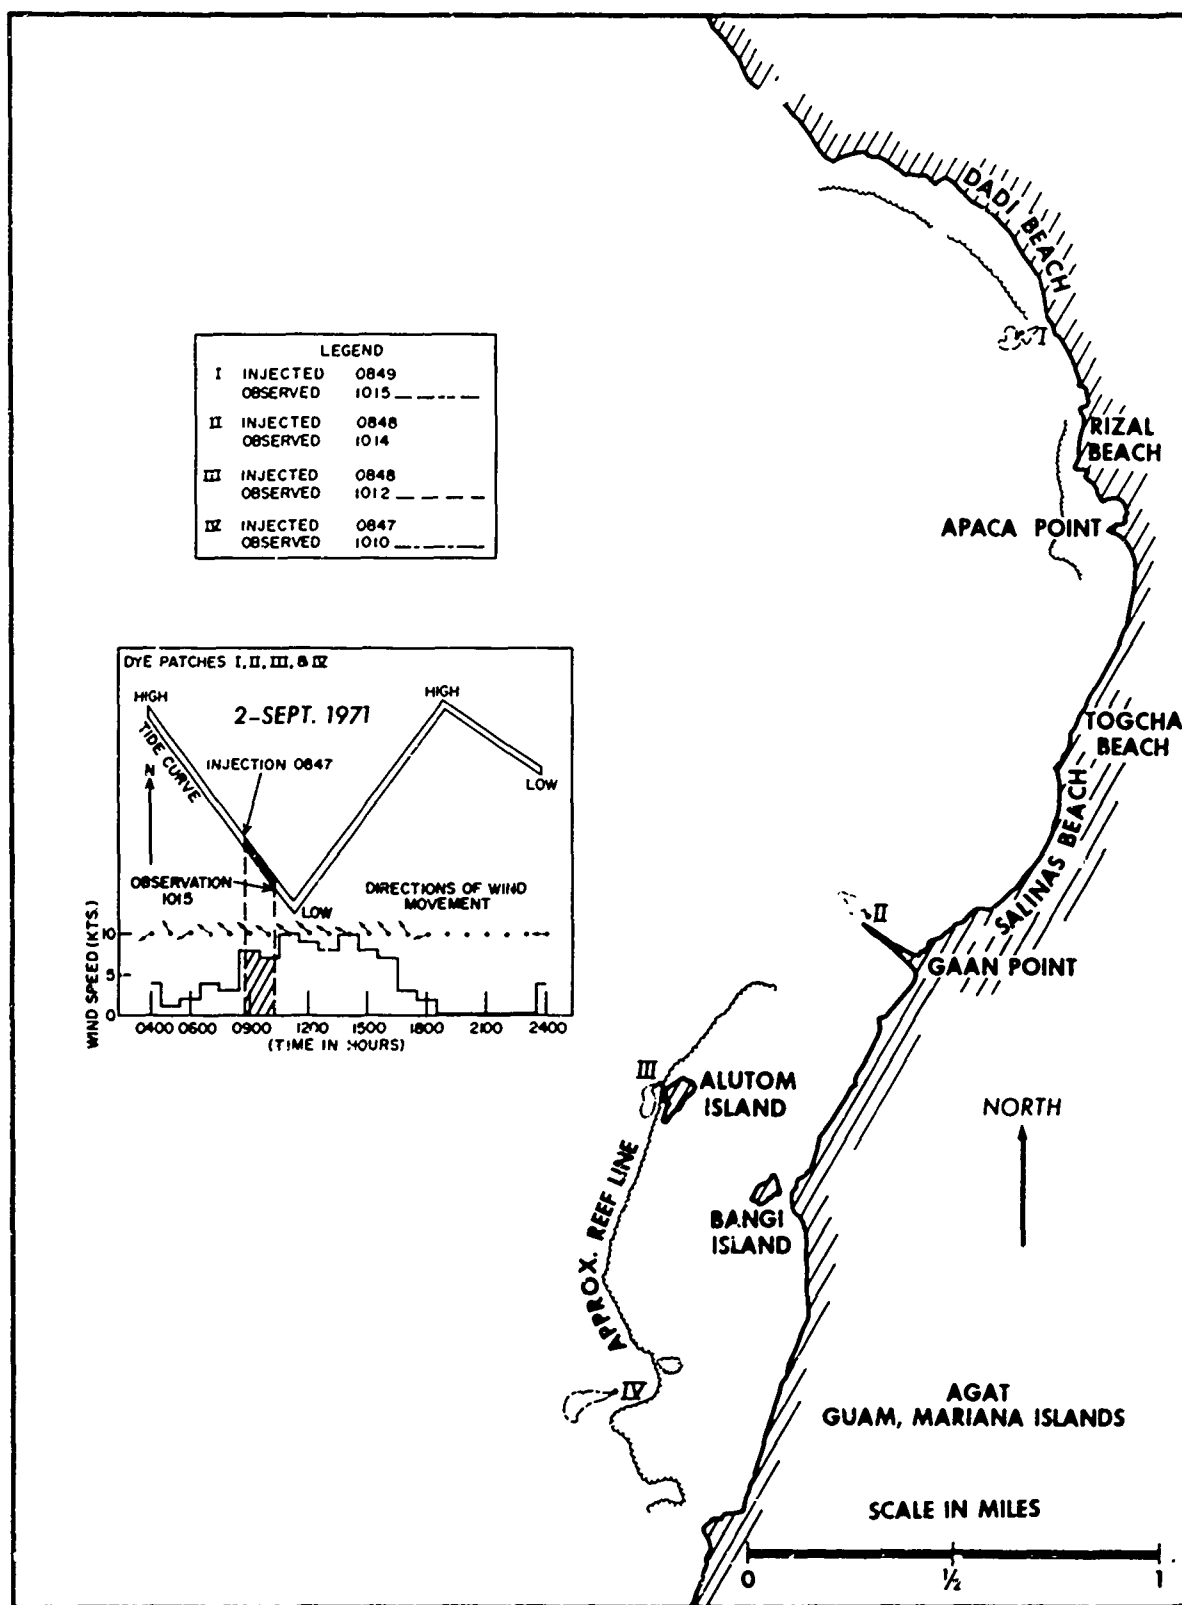 DADI BEACH
I
RIZAL
BEACH
APACA POINT
TOGCHA
BEACH
SALINAS BEACH
II
GAAN POINT
III
ALUTOM
ISLAND
NORTH
APPROX. REEF LINE
BANGI
ISLAND
IV
AGAT
GUAM, MARIANA ISLANDS
SCALE IN MILES
0 ½ 1
LEGEND
I INJECTED 0849
OBSERVED 1015
II INJECTED 0848
OBSERVED 1014
III INJECTED 0848
OBSERVED 1012
IV INJECTED 0847
OBSERVED 1010
DYE PATCHES I, II, III, & IV
HIGH
HIGH
2-SEPT. 1971
TIDE CURVE
INJECTION 0847
N
LOW
OBSERVATION
1015
DIRECTIONS OF WIND
MOVEMENT
LOW
WIND SPEED (KTS.)
10
5
0
0400 0600 0900 1200 1500 1800 2100 2400
(TIME IN HOURS)